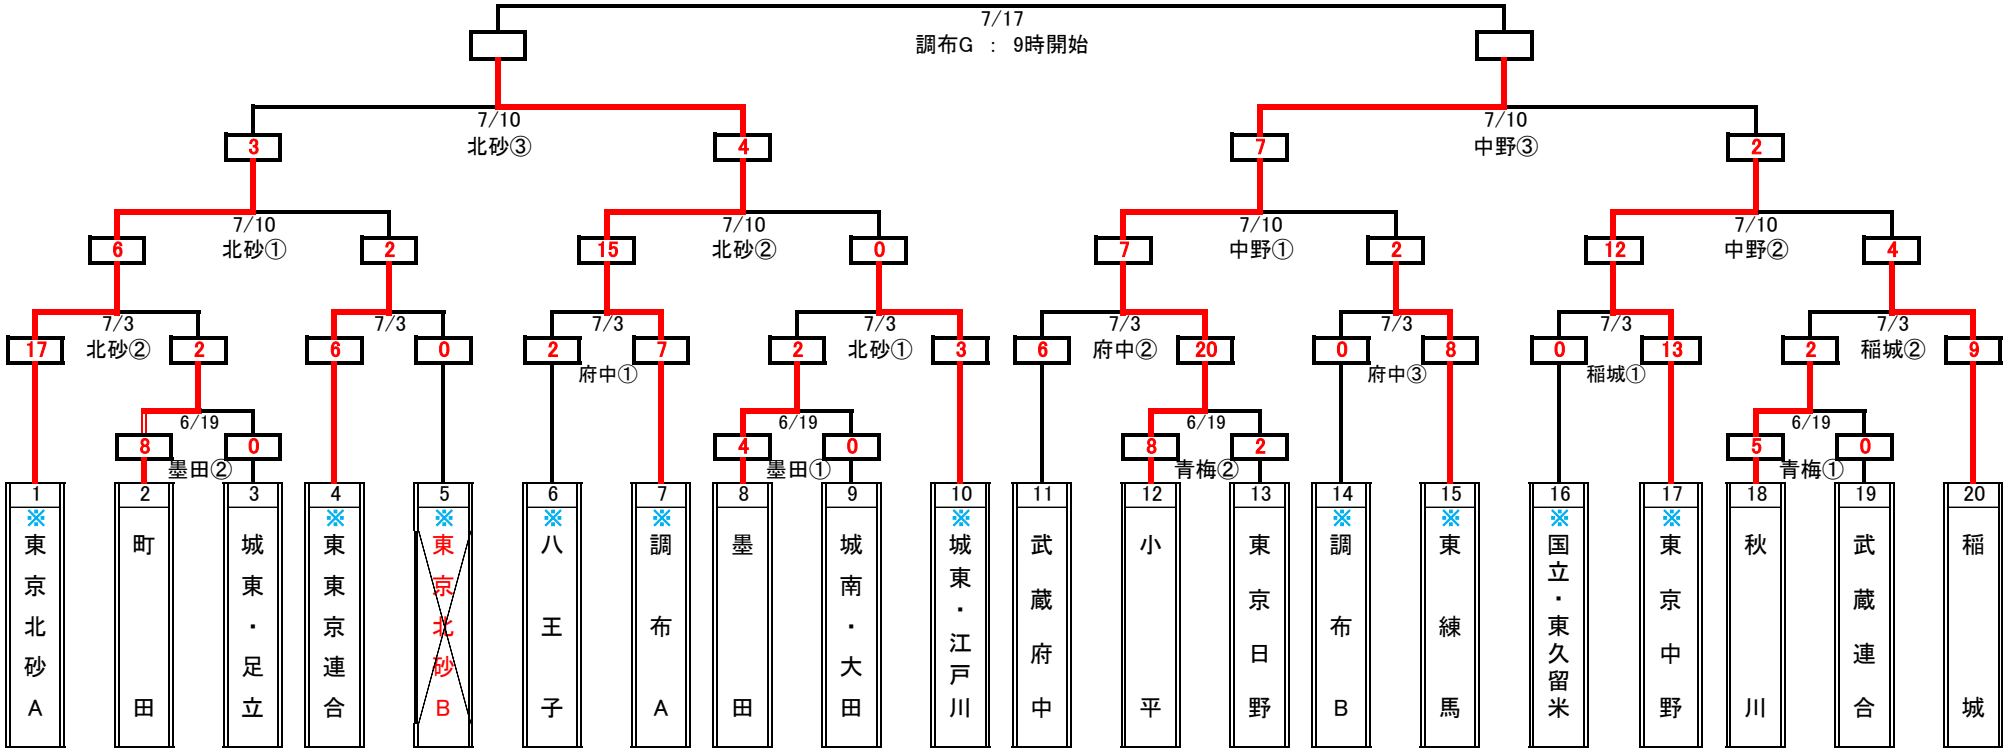 7/17
調布G ： 9時開始
7/10
7/10
北砂③
中野③
3
4
7
2
7/10
7/10
7/10
7/10
北砂①
北砂②
中野①
中野②
6
2
15
0
7
2
12
4
7/3
7/3
7/3
7/3
7/3
7/3
7/3
7/3
17
北砂②
2
6
0
2
7
2
北砂①
3
6
府中②
20
0
8
0
13
2
稲城②
9
府中①
府中③
稲城①
6/19
6/19
6/19
6/19
8
0
4
0
8
2
5
0
墨田②
墨田①
青梅②
青梅①
1
※
東京北砂A
2
町田
3
城東・足立
4
※
東東京連合
5
※
東京北砂B
6
※
八王子
7
※
調布A
8
墨田
9
城南・大田
10
※
城東・江戸川
11
武蔵府中
12
小平
13
東京日野
14
※
調布B
15
※
東練馬
16
※
国立・東久留米
17
※
東京中野
18
秋川
19
武蔵連合
20
稲城